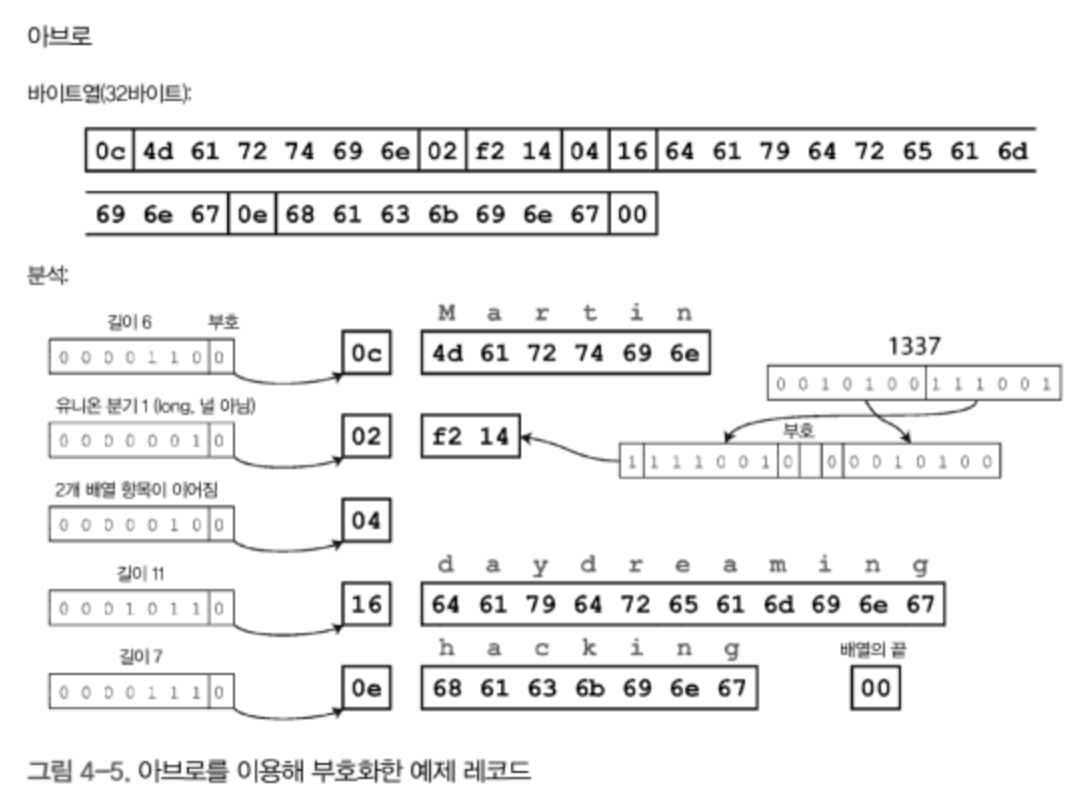 아브로
바이트열(32바이트):
0c 4d 61 72 74 69 6e 02 f2 14 04 16 64 61 79 64 72 65 61 6d
69 6e 67 0e 68 61 63 6b 69 6e 67 00
분석:
길이 6 부호
0 0 0 0 1 1 0 0
0c
M a r t i n
4d 61 72 74 69 6e
1337
0 0 1 0 1 0 0 1 1 1 0 0 1
유니온 분기 1 (long, 널 아님)
0 0 0 0 0 0 1 0
02
f2 14
부호
1 1 1 1 0 0 1 0 0 0 0 1 0 1 0 0
2개 배열 항목이 이어짐
0 0 0 0 0 1 0 0
04
길이 11
0 0 0 1 0 1 1 0
16
d a y d r e a m i n g
64 61 79 64 72 65 61 6d 69 6e 67
길이 7
0 0 0 0 1 1 1 0
0e
h a c k i n g
68 61 63 6b 69 6e 67
배열의 끝
00
그림 4-5. 아브로를 이용해 부호화한 예제 레코드